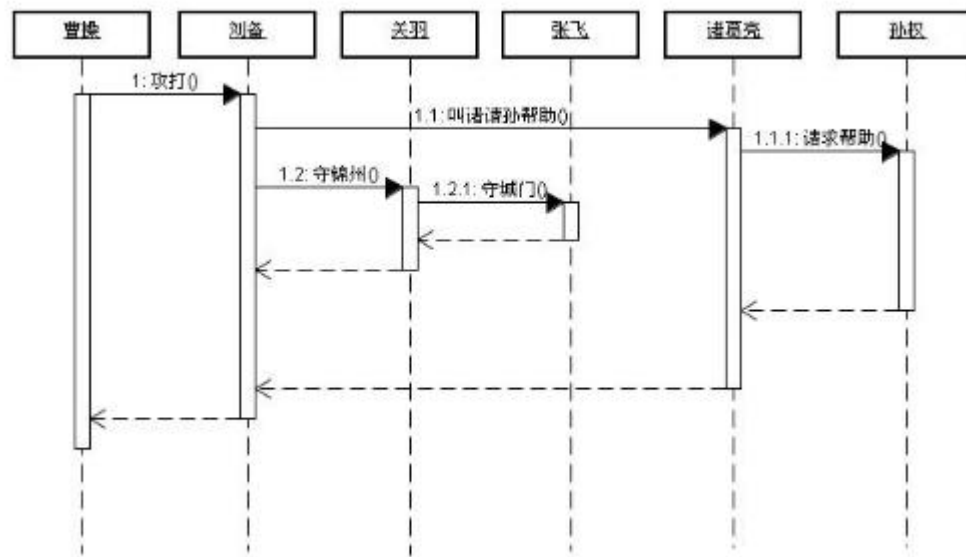 曹操
刘备
关羽
张飞
诸葛亮
孙权
1: 攻打()
1.1: 叫诸请孙帮助()
1.1.1: 请求帮助()
1.2: 守锦州()
1.2.1: 守城门()